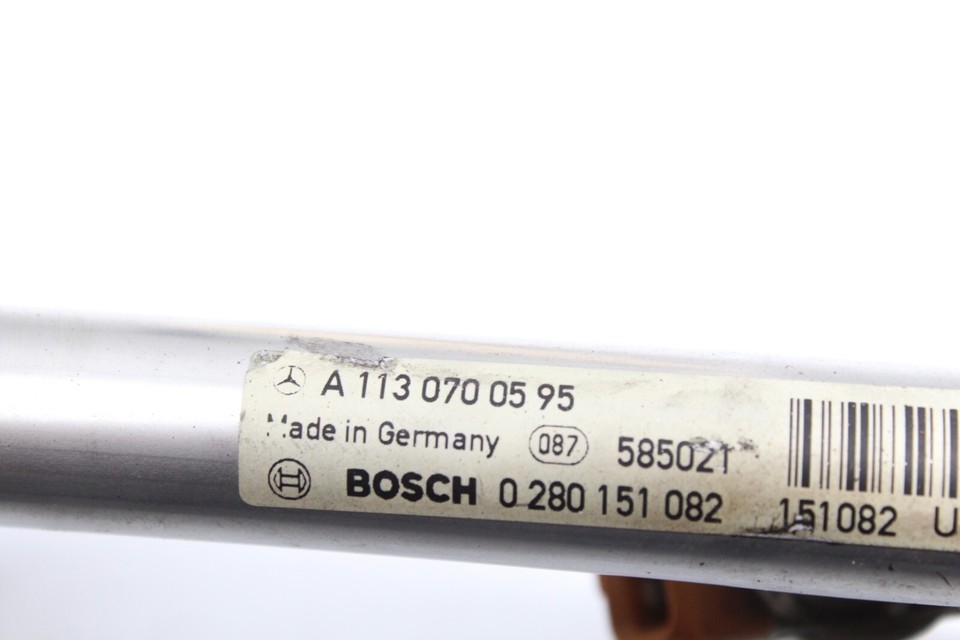 A 113 070 05 95
Made in Germany 087 585021
BOSCH 0 280 151 082 151082 U